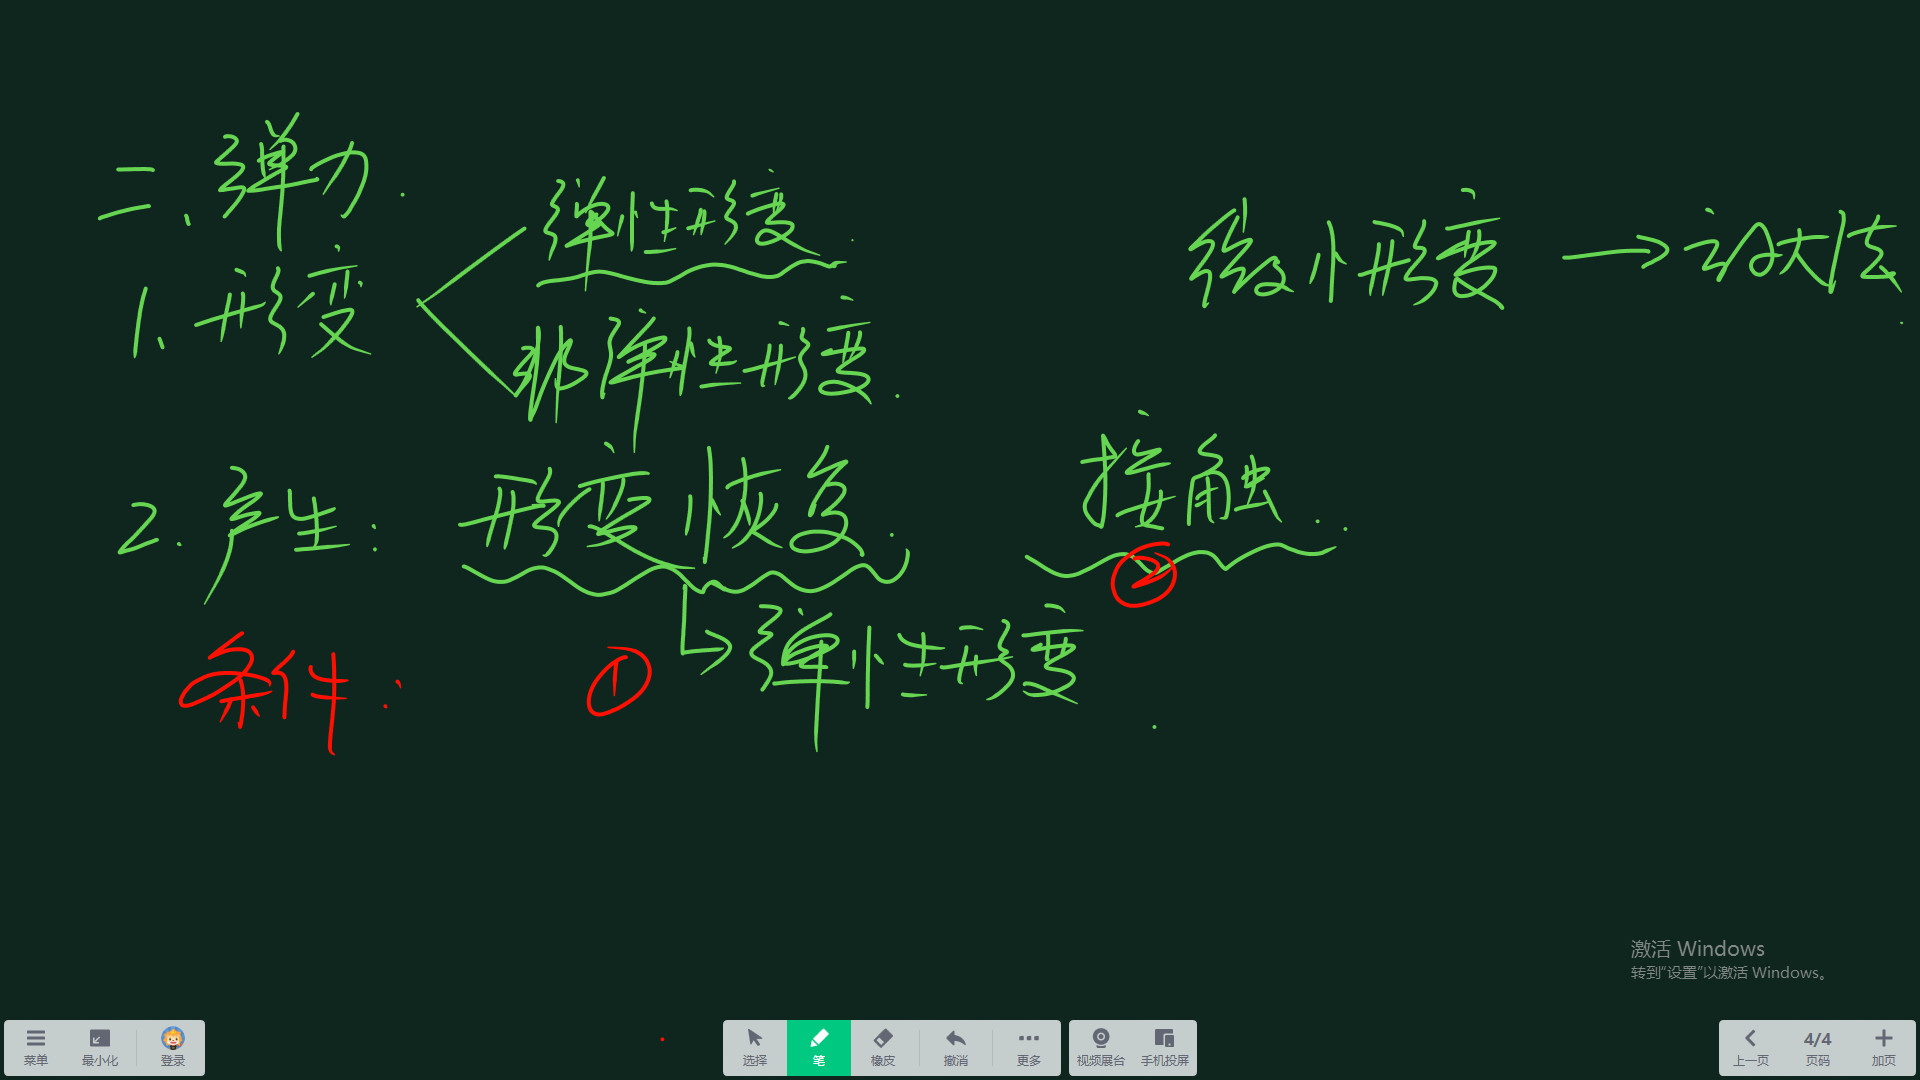 二、弹力.
弹性形变.
1、形变
非弹性形变.
微小形变 → 放大法.
2. 产生: 形变恢复. 接触..
②
条件: ① ↳ 弹性形变.
激活 Windows
转到“设置”以激活 Windows。
菜单 最小化 登录 选择 笔 橡皮 撤消 更多 视频展台 手机投屏 上一页 4/4 页码 加页